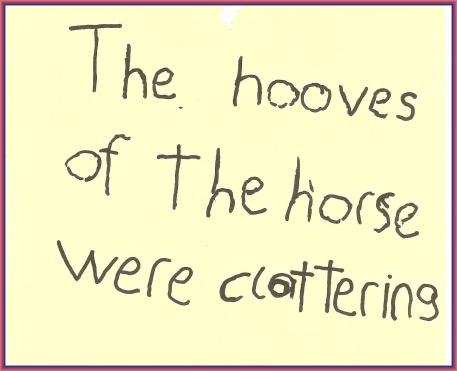 The hooves
of the horse
were clattering